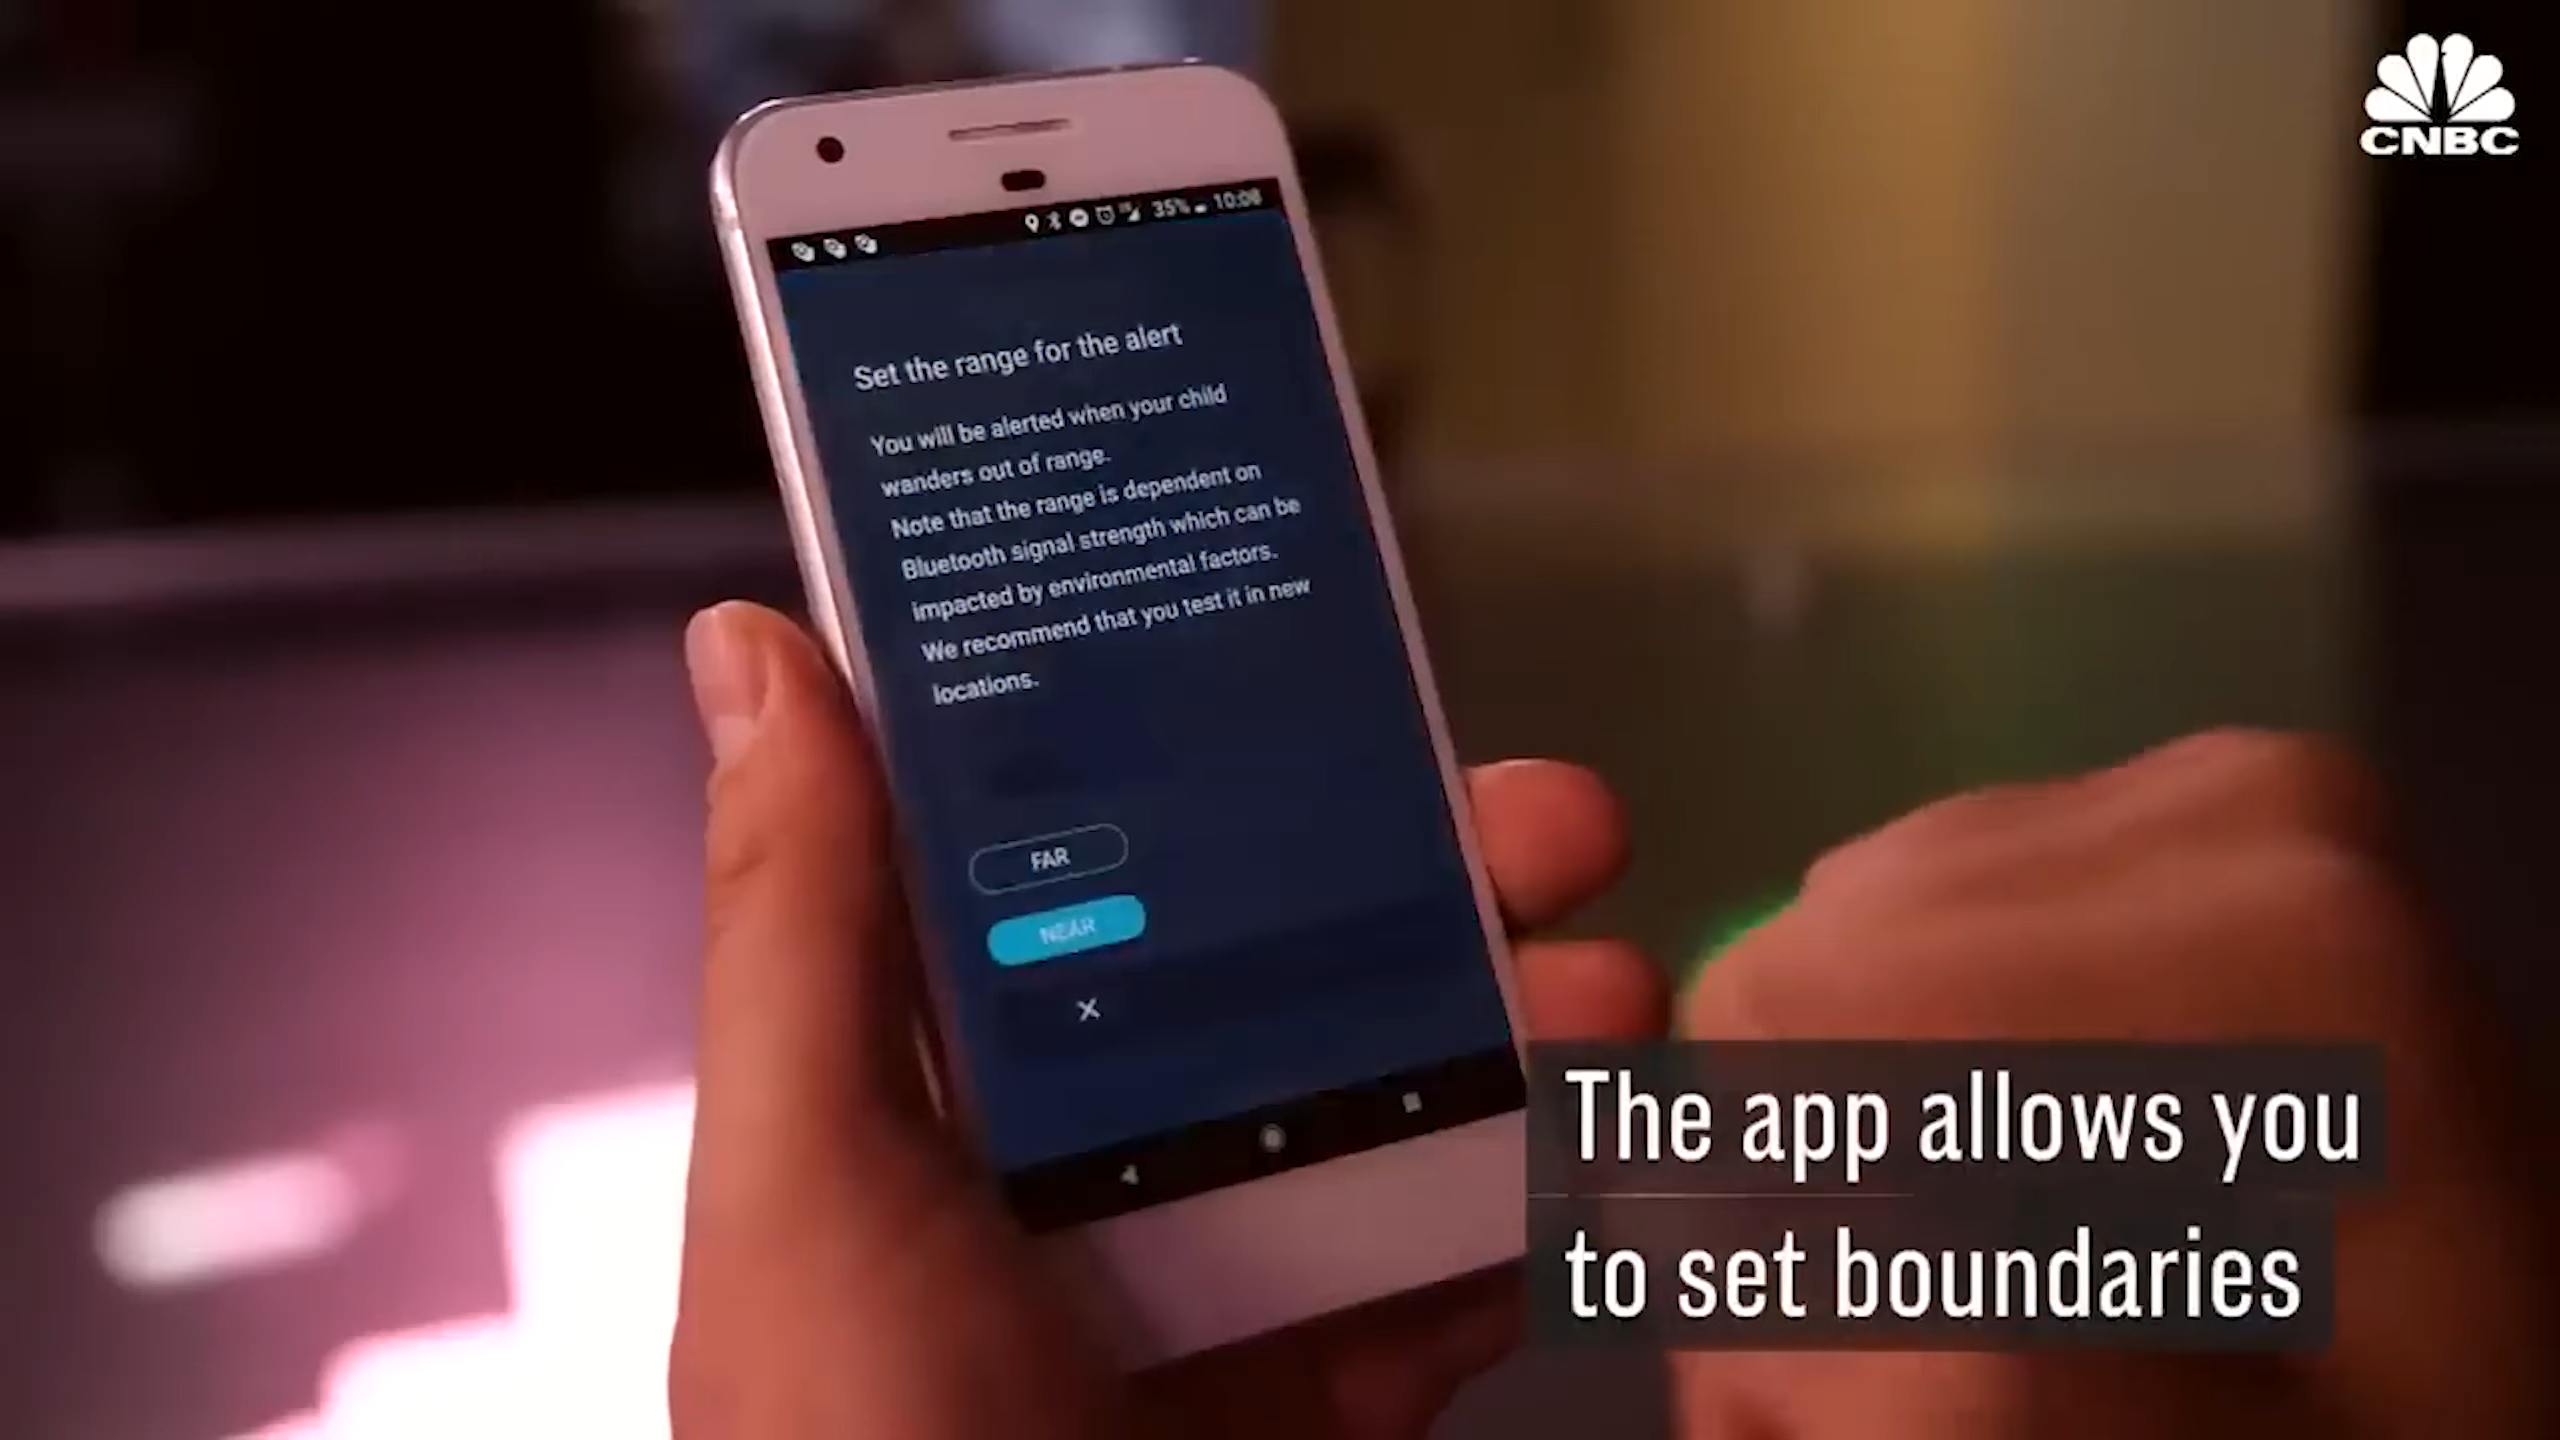 CNBC
35% 10:08
Set the range for the alert
You will be alerted when your child
wanders out of range.
Note that the range is dependent on
Bluetooth signal strength which can be
impacted by environmental factors.
We recommend that you test it in new
locations.
FAR
NEAR
The app allows you
to set boundaries